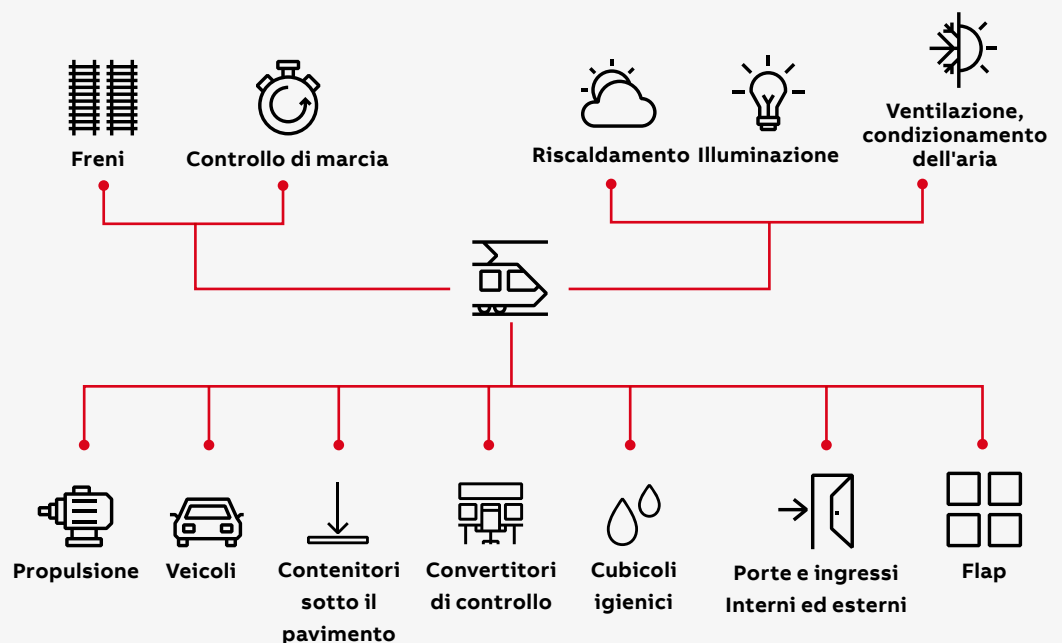 Freni
Controllo di marcia
Riscaldamento
Illuminazione
Ventilazione,
condizionamento
dell'aria
Propulsione
Veicoli
Contenitori
sotto il
pavimento
Convertitori
di controllo
Cubicoli
igienici
Porte e ingressi
Interni ed esterni
Flap